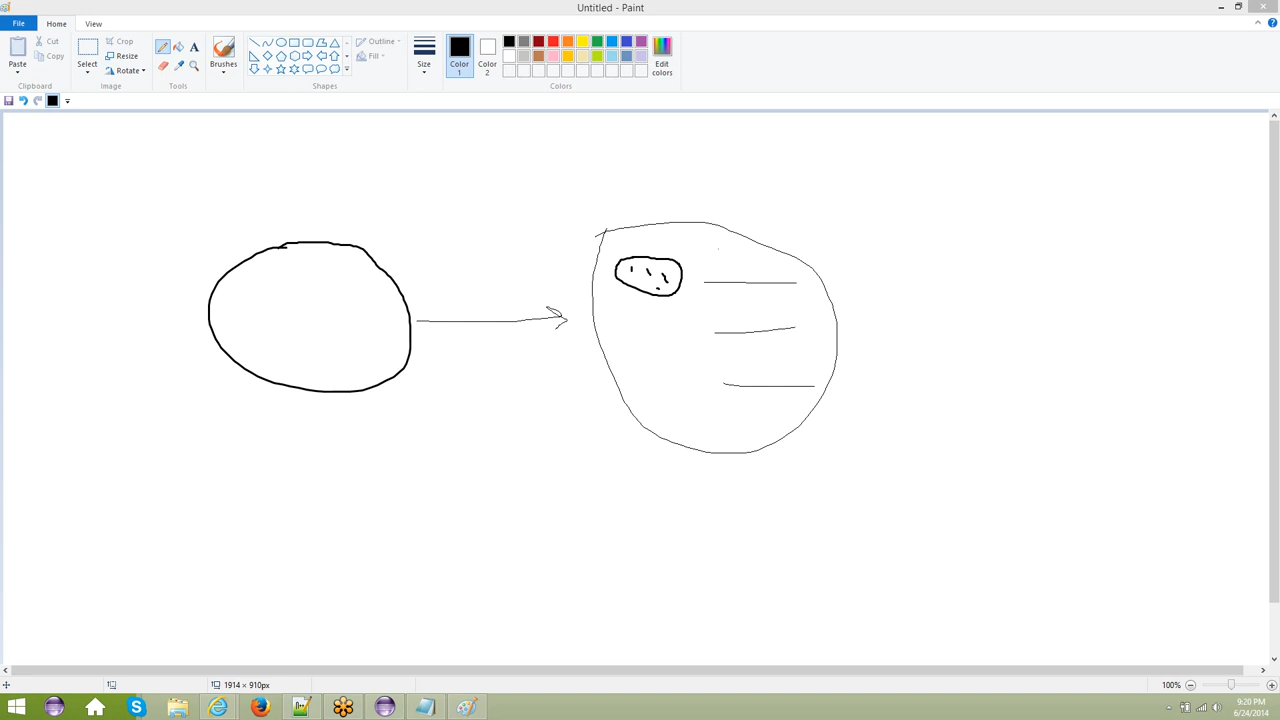 Untitled - Paint
File Home View
Paste Cut Copy
Clipboard
Select Crop Resize Rotate
Image
Tools
Brushes
Outline Fill
Shapes
Size
Color 1
Color 2
Edit colors
Colors
1914 × 910px
100%
9:20 PM
6/24/2014